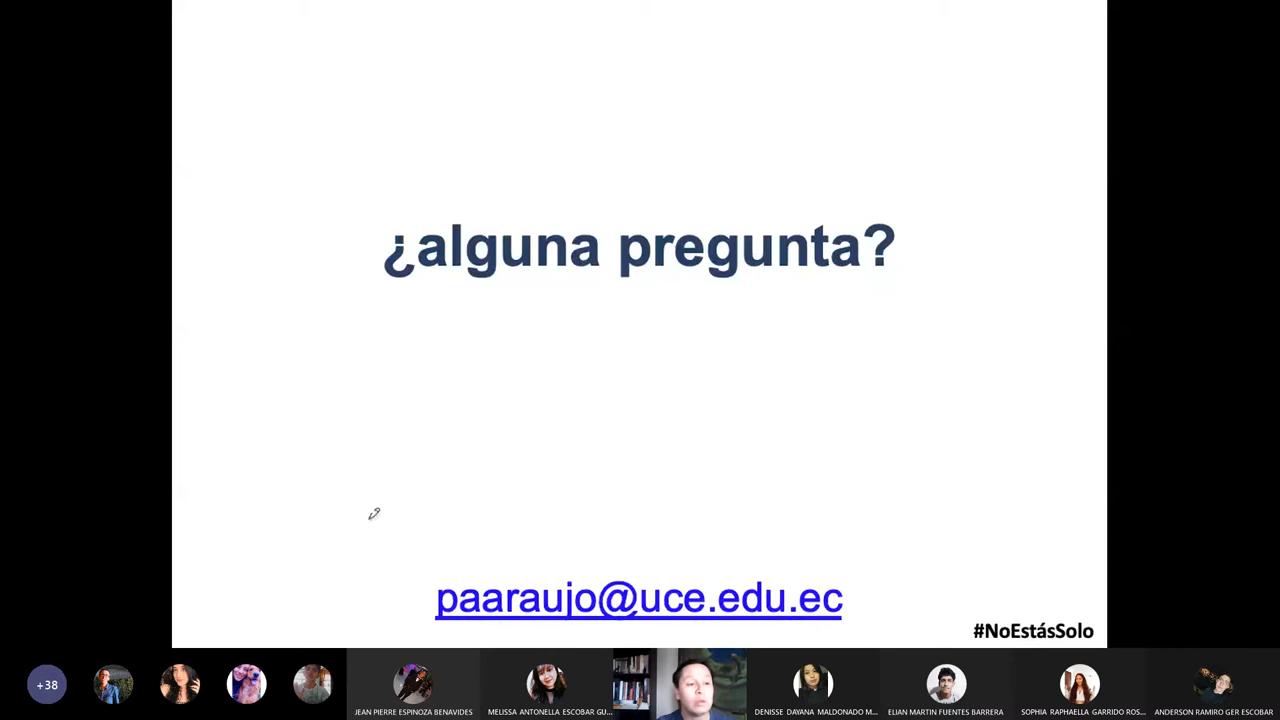 ¿alguna pregunta?
paaraujo@uce.edu.ec
#NoEstásSolo
+38
JEAN PIERRE ESPINOZA BENAVIDES
MELISSA ANTONELLA ESCOBAR GU...
DENISSE DAYANA MALDONADO M...
ELIAN MARTIN FUENTES BARRERA
SOPHIA RAPHAELLA GARRIDO ROS...
ANDERSON RAMIRO GER ESCOBAR